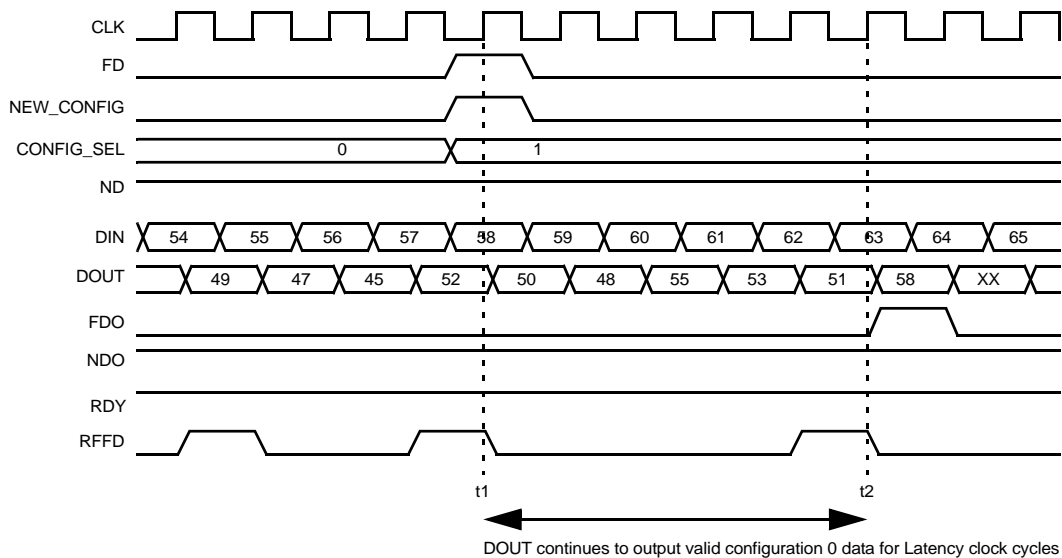 CLK
FD
NEW_CONFIG
CONFIG_SEL 0 1
ND
DIN 54 55 56 57 58 59 60 61 62 63 64 65
DOUT 49 47 45 52 50 48 55 53 51 58 XX
FDO
NDO
RDY
RFFD
t1 t2
DOUT continues to output valid configuration 0 data for Latency clock cycles